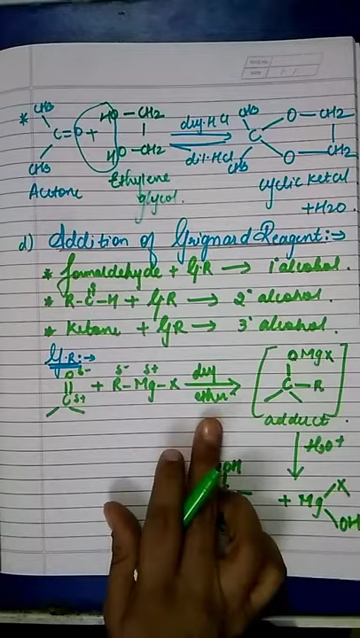 CH3 HO — CH2 dry HCl CH3 O — CH2
* C=O + C
CH3 HO — CH2 dil·HCl CH3 O — CH2
Acetone Ethylene glycol cyclic ketal
+H2O
d) Addition of Grignard Reagent:→
* formaldehyde + GR → 1° alcohol.
* R-C-H + GR → 2° alcohol.
* Ketone + GR → 3° alcohol.
G.R:→
O δ- δ- δ+ dry OMgX
C δ+ + R-Mg-X ether C — R
adduct
H3O+
OH + Mg X
OH